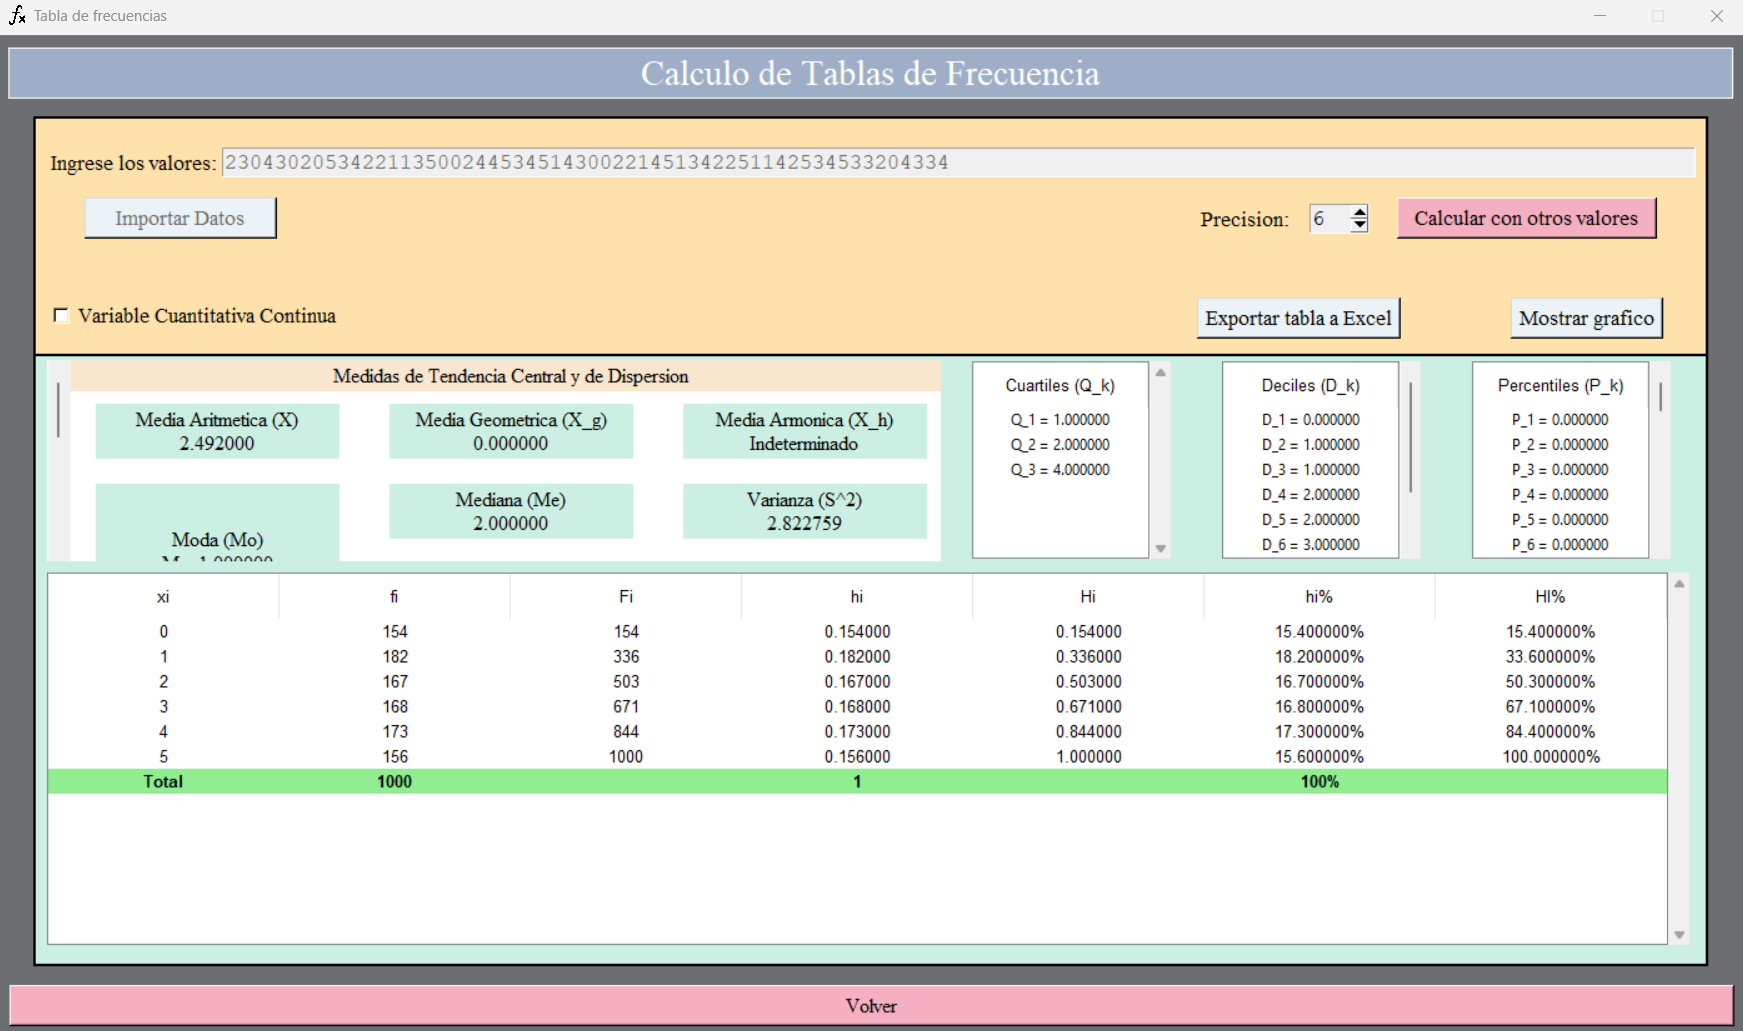 Tabla de frecuencias
Calculo de Tablas de Frecuencia
Ingrese los valores: 2304302053422113500244534514300221451342251142534533204334
Importar Datos
Precision: 6
Calcular con otros valores
Variable Cuantitativa Continua
Exportar tabla a Excel
Mostrar grafico
Medidas de Tendencia Central y de Dispersion
Media Aritmetica (X)
2.492000
Media Geometrica (X_g)
0.000000
Media Armonica (X_h)
Indeterminado
Moda (Mo)
Mediana (Me)
2.000000
Varianza (S^2)
2.822759
Cuartiles (Q_k)
Q_1 = 1.000000
Q_2 = 2.000000
Q_3 = 4.000000
Deciles (D_k)
D_1 = 0.000000
D_2 = 1.000000
D_3 = 1.000000
D_4 = 2.000000
D_5 = 2.000000
D_6 = 3.000000
Percentiles (P_k)
P_1 = 0.000000
P_2 = 0.000000
P_3 = 0.000000
P_4 = 0.000000
P_5 = 0.000000
P_6 = 0.000000
xi fi Fi hi Hi hi% HI%
0 154 154 0.154000 0.154000 15.400000% 15.400000%
1 182 336 0.182000 0.336000 18.200000% 33.600000%
2 167 503 0.167000 0.503000 16.700000% 50.300000%
3 168 671 0.168000 0.671000 16.800000% 67.100000%
4 173 844 0.173000 0.844000 17.300000% 84.400000%
5 156 1000 0.156000 1.000000 15.600000% 100.000000%
Total 1000 1 100%
Volver